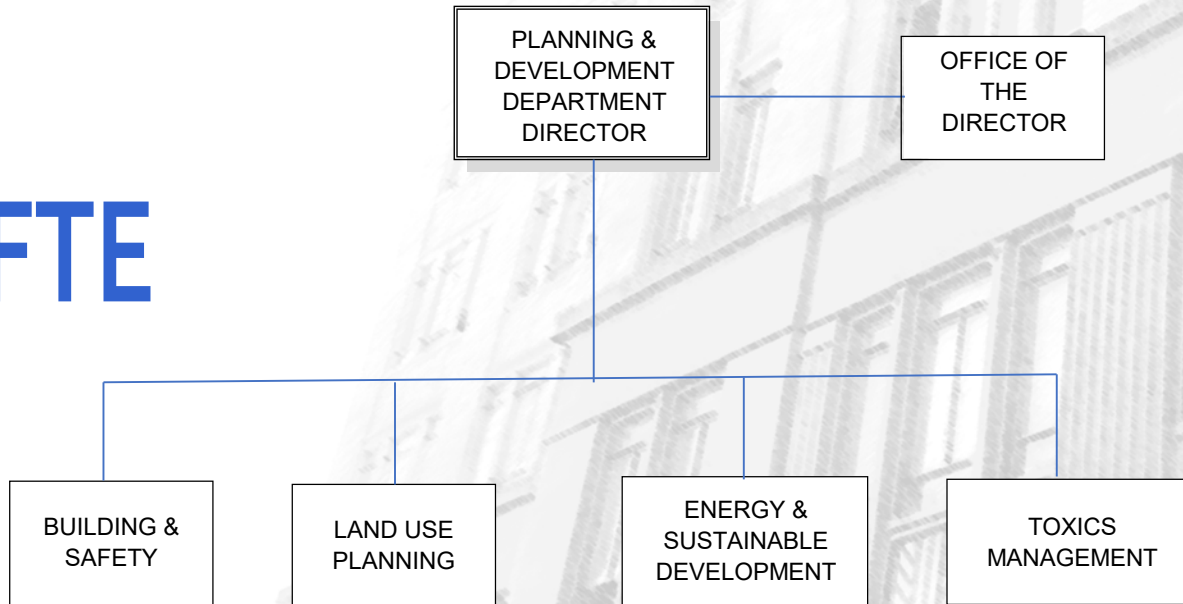 PLANNING &
DEVELOPMENT
DEPARTMENT
DIRECTOR
OFFICE OF
THE
DIRECTOR
FTE
BUILDING &
SAFETY
LAND USE
PLANNING
ENERGY &
SUSTAINABLE
DEVELOPMENT
TOXICS
MANAGEMENT